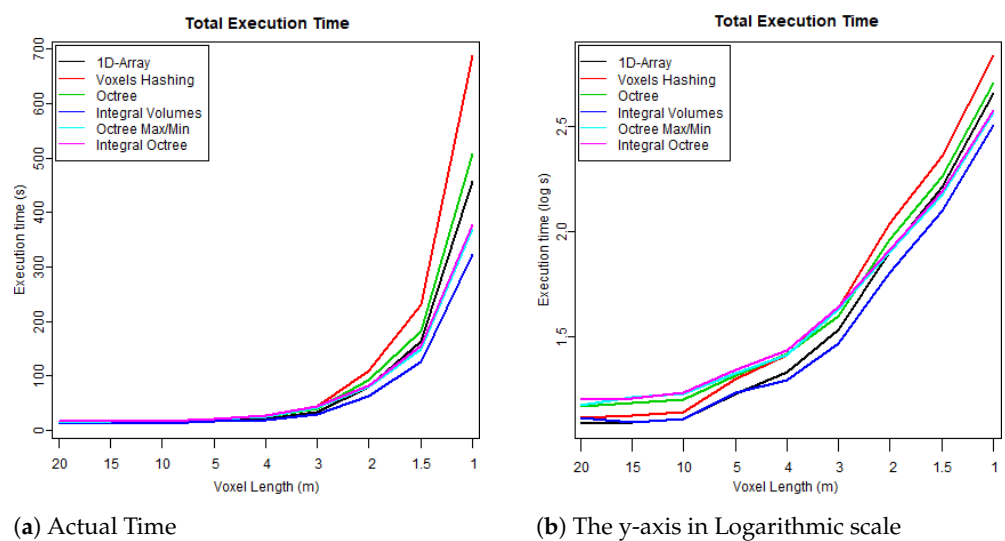 Total Execution Time
700
600
500
400
300
200
100
0
Execution time (s)
1D-Array
Voxels Hashing
Octree
Integral Volumes
Octree Max/Min
Integral Octree
20 15 10 5 4 3 2 1.5 1
Voxel Length (m)
(a) Actual Time
Total Execution Time
2.5
2.0
1.5
Execution time (log s)
1D-Array
Voxels Hashing
Octree
Integral Volumes
Octree Max/Min
Integral Octree
20 15 10 5 4 3 2 1.5 1
Voxel Length (m)
(b) The y-axis in Logarithmic scale